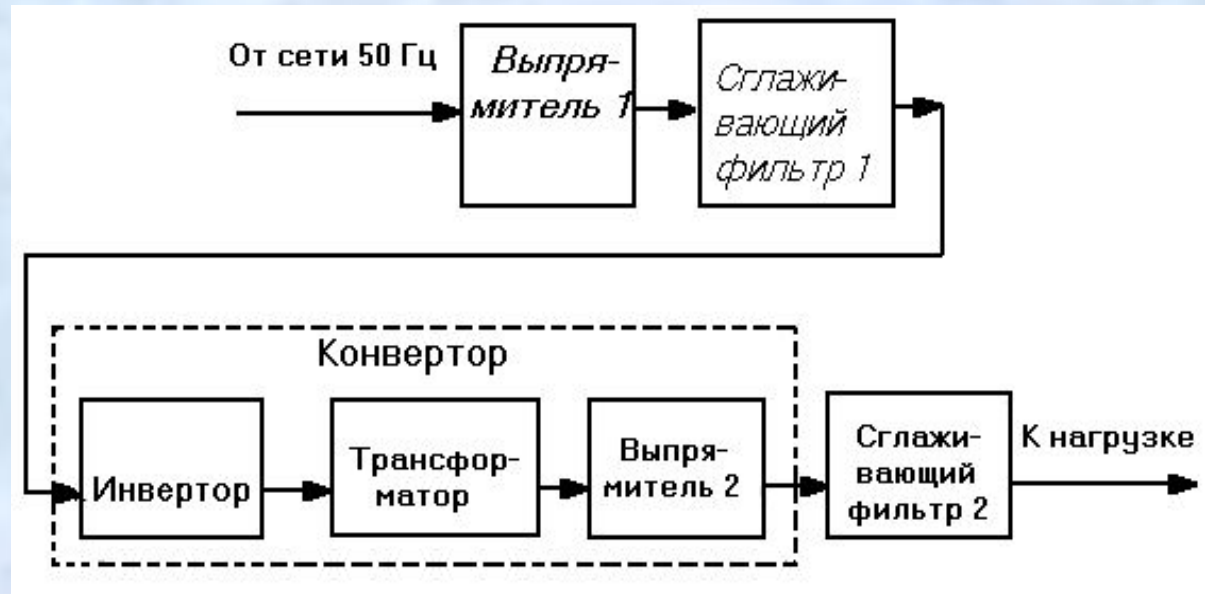 От сети 50 Гц
Выпря-
митель 1
Сглажи-
вающий
фильтр 1
Конвертор
Инвертор
Трансфор-
матор
Выпря-
митель 2
Сглажи-
вающий
фильтр 2
К нагрузке